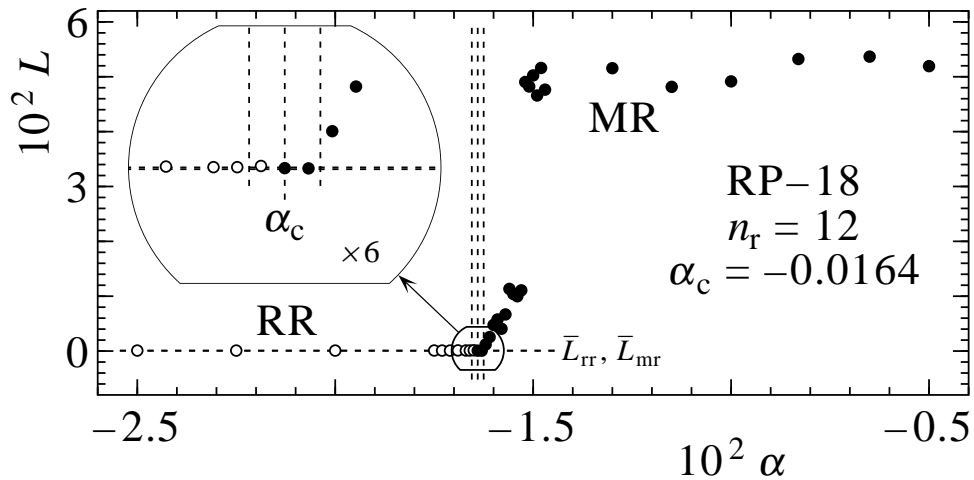 10² L
6
3
0
α_c
×6
RR
MR
RP–18
n_r = 12
α_c = –0.0164
L̄_rr, L̄_mr
–2.5
–1.5
–0.5
10² α